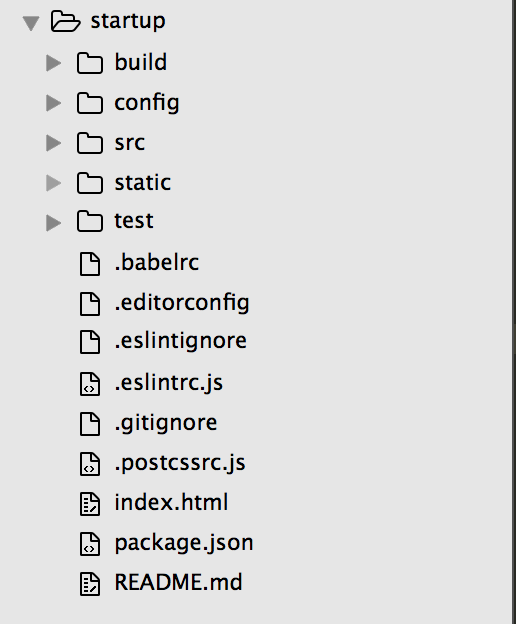 startup
build
config
src
static
test
.babelrc
.editorconfig
.eslintignore
.eslintrc.js
.gitignore
.postcssrc.js
index.html
package.json
README.md